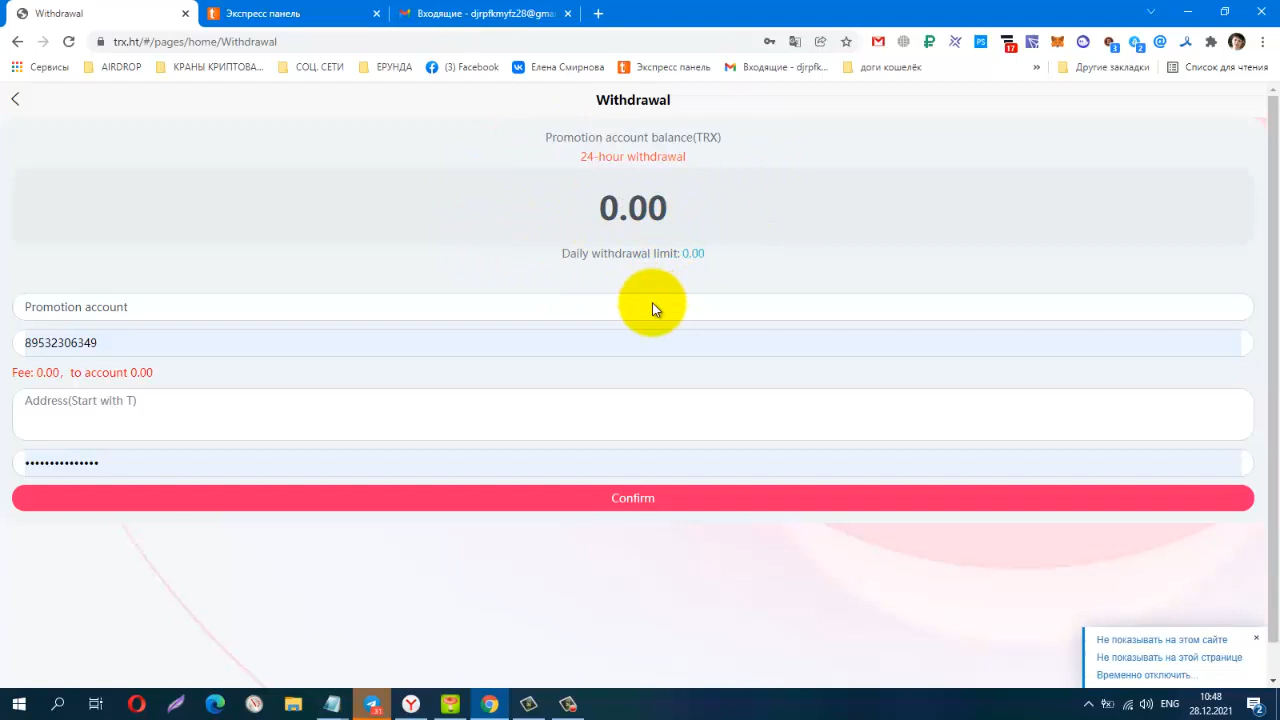 Withdrawal
Экспресс панель
Входящие - djrpfkmyfz28@gma
trx.ht/#/pages/home/Withdrawal
17
3
2
Сервисы
AIRDROP
КРАНЫ КРИПТОВА...
СОЦ. СЕТИ
ЕРУНДА
(3) Facebook
Елена Смирнова
Экспресс панель
Входящие - djrpfk...
доги кошелёк
»
Другие закладки
Список для чтения
Withdrawal
Promotion account balance(TRX)
24-hour withdrawal
0.00
Daily withdrawal limit: 0.00
Promotion account
89532306349
Fee: 0.00, to account 0.00
Address(Start with T)
•••••••••••••••
Confirm
Не показывать на этом сайте
Не показывать на этой странице
Временно отключить...
10:48
ENG
28.12.2021
2